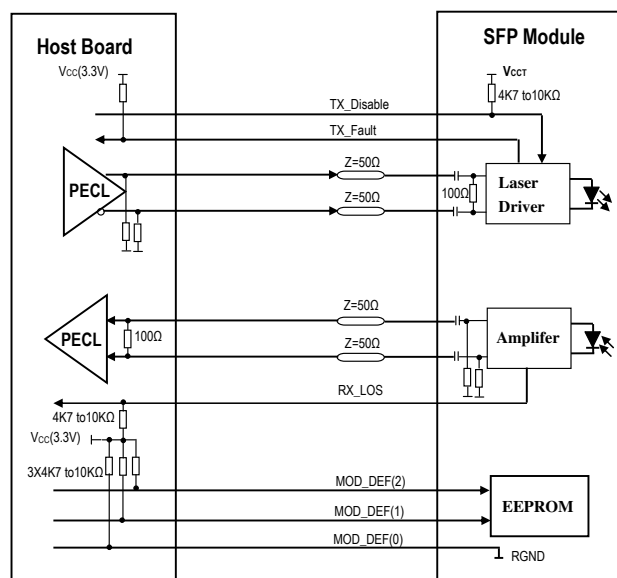 Host Board
SFP Module
Vcc(3.3V)
VCCT
4K7 to10KΩ
TX_Disable
TX_Fault
Z=50Ω
PECL
Laser
Driver
100Ω
Z=50Ω
Z=50Ω
PECL
100Ω
Amplifer
Z=50Ω
RX_LOS
4K7 to10KΩ
Vcc(3.3V)
3X4K7 to10KΩ
MOD_DEF(2)
EEPROM
MOD_DEF(1)
MOD_DEF(0)
RGND